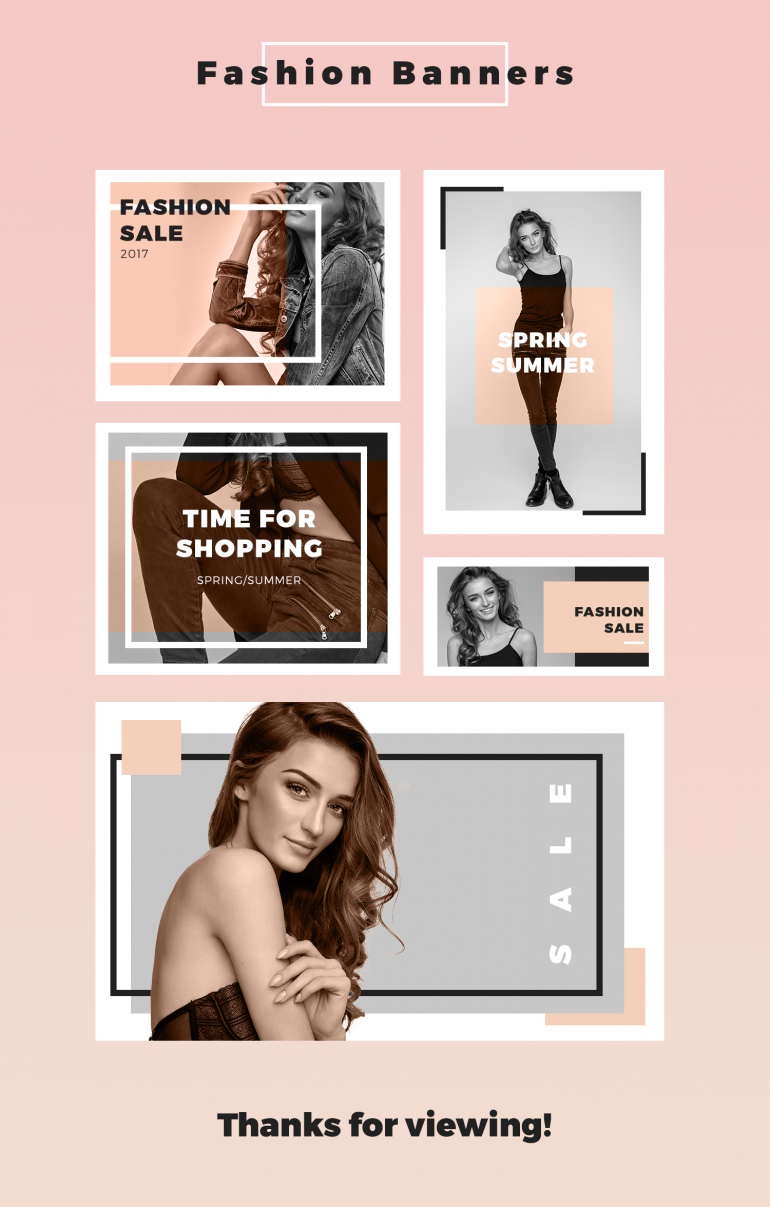 Fashion Banners
FASHION
SALE
2017
SPRING
SUMMER
TIME FOR
SHOPPING
SPRING/SUMMER
FASHION
SALE
SALE
Thanks for viewing!